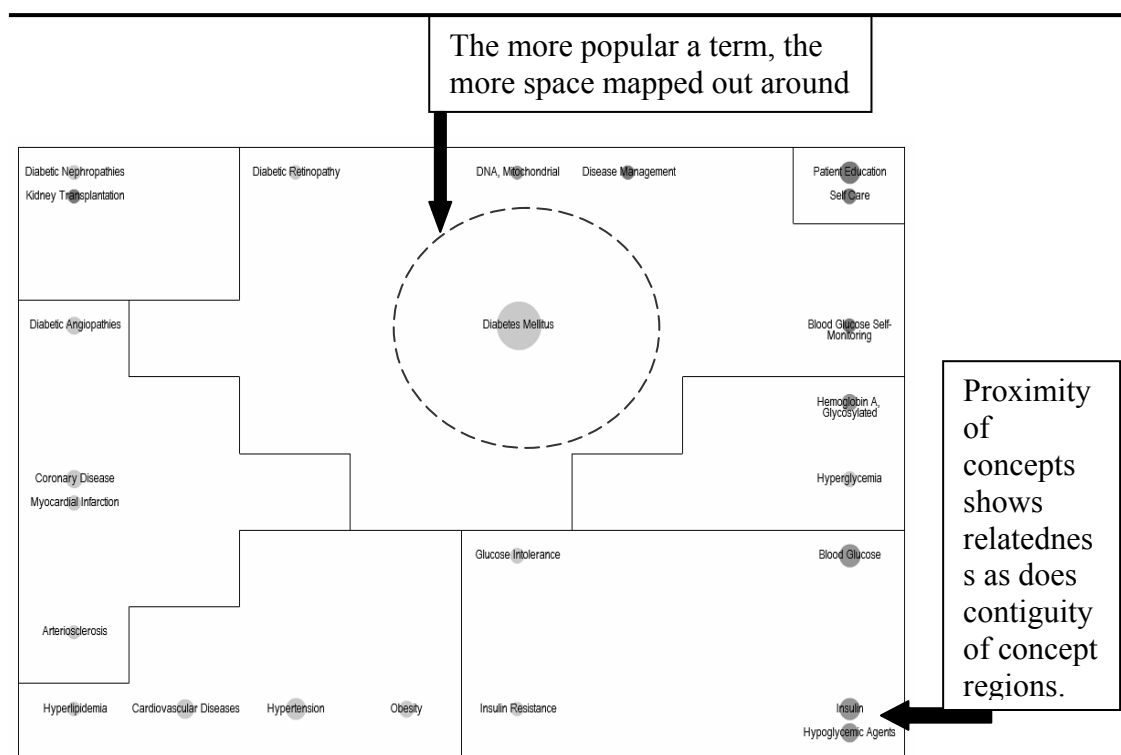 The more popular a term, the
more space mapped out around
Diabetic Nephropathies
Kidney Transplantation
Diabetic Retinopathy
DNA, Mitochondrial
Disease Management
Patient Education
Self Care
Diabetic Angiopathies
Diabetes Mellitus
Blood Glucose Self-
Monitoring
Hemoglobin A,
Glycosylated
Coronary Disease
Myocardial Infarction
Hyperglycemia
Glucose Intolerance
Blood Glucose
Arteriosclerosis
Hyperlipidemia
Cardiovascular Diseases
Hypertension
Obesity
Insulin Resistance
Insulin
Hypoglycemic Agents
Proximity
of
concepts
shows
relatednes
s as does
contiguity
of concept
regions.